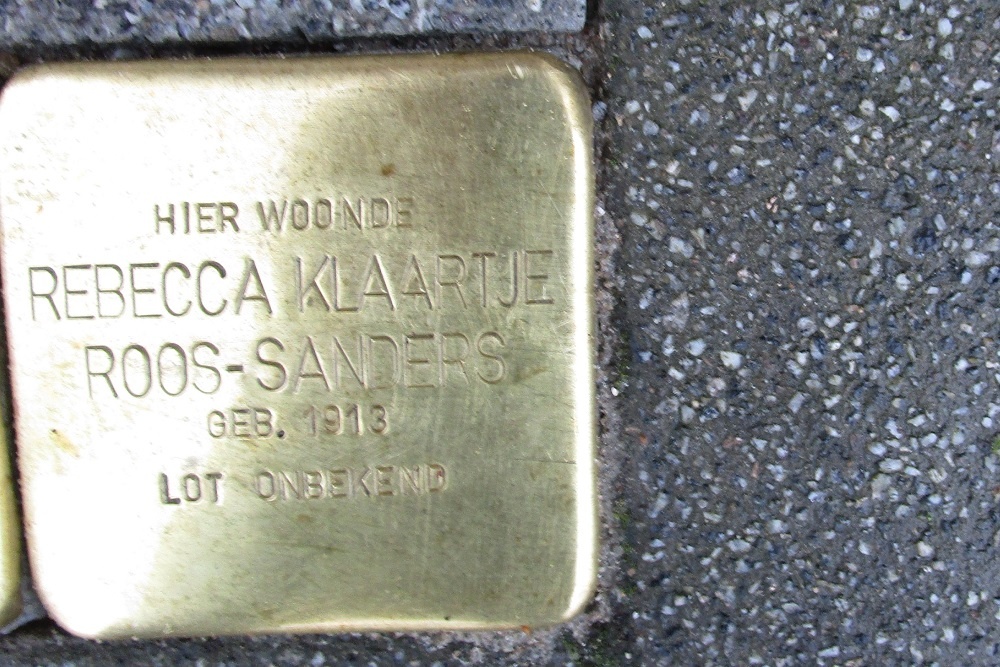 HIER WOONDE
REBECCA KLAARTJE
ROOS-SANDERS
GEB. 1913
LOT ONBEKEND